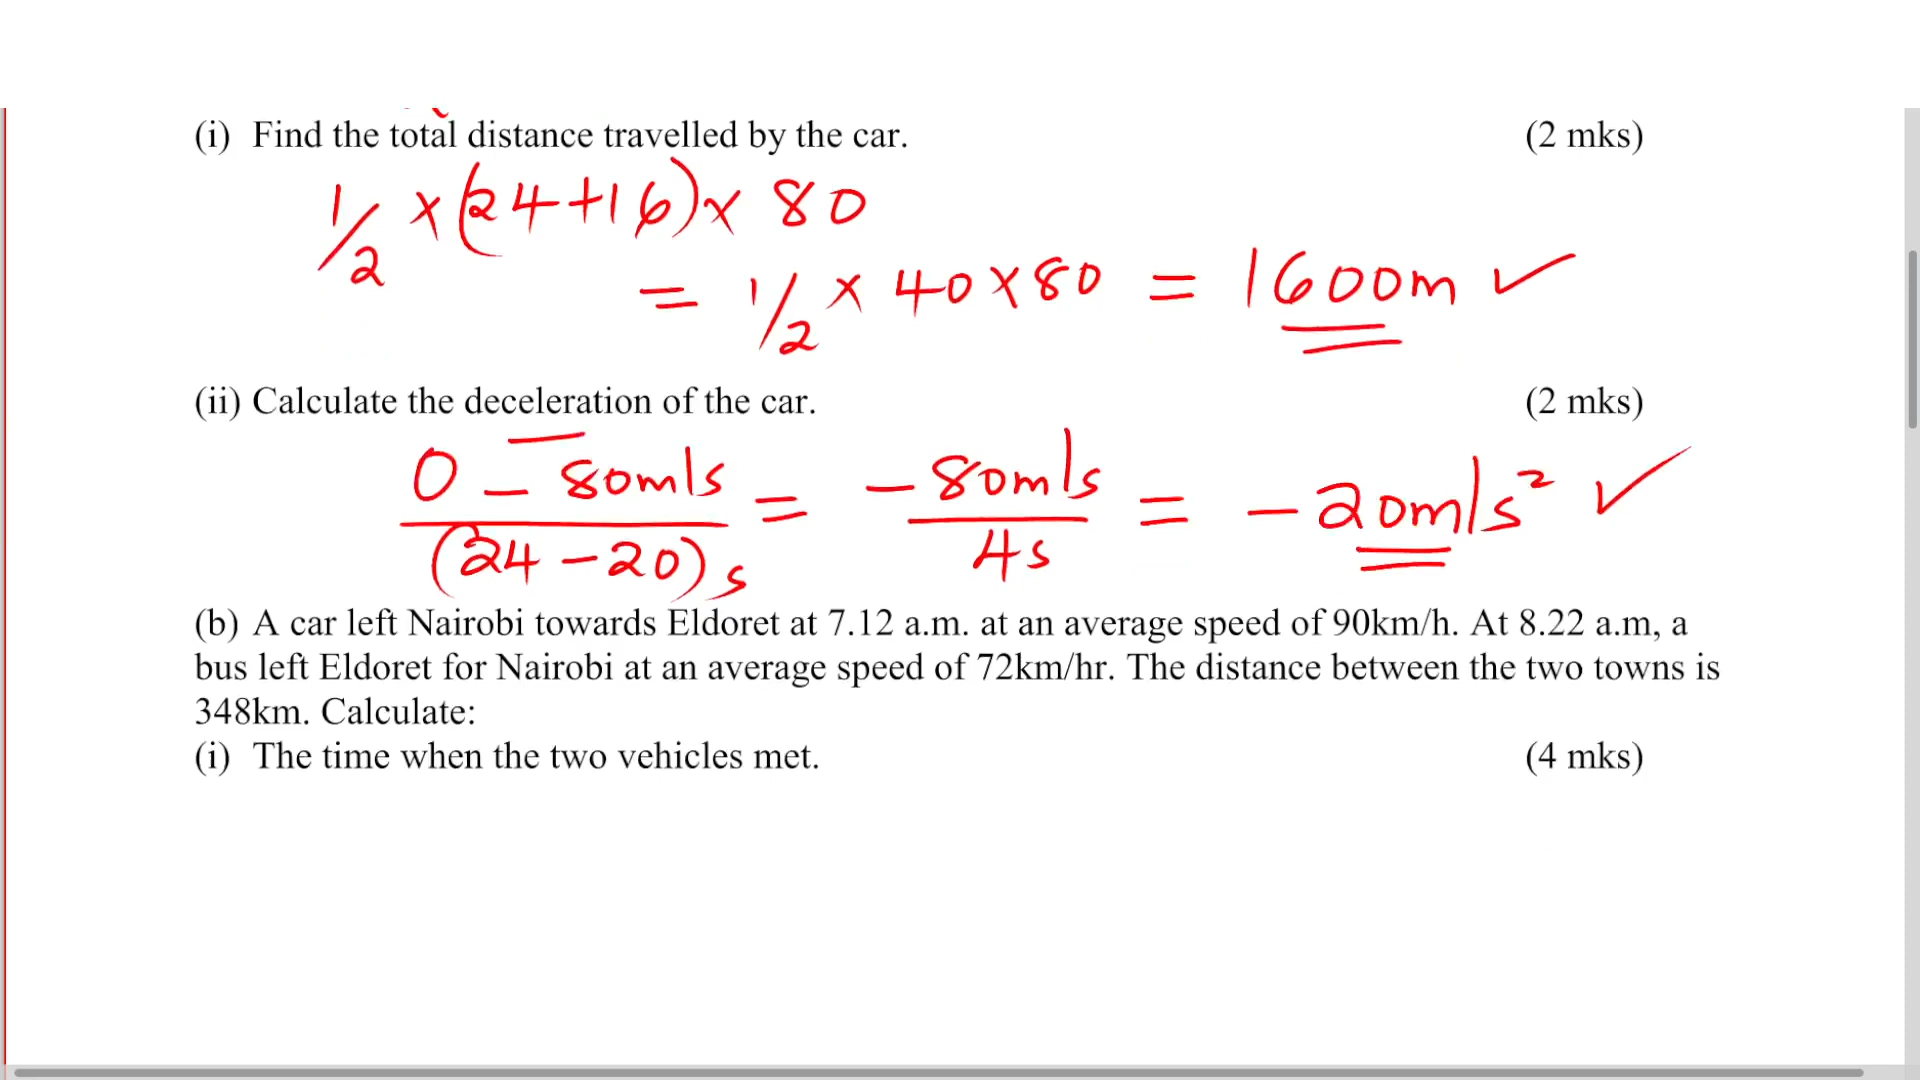 (i) Find the total distance travelled by the car. (2 mks)
1/2 × (24+16) × 80
= 1/2 × 40 × 80 = 1600m ✓
(ii) Calculate the deceleration of the car. (2 mks)
0 – 80m/s / (24–20)s = –80m/s / 4s = –20m/s² ✓
(b) A car left Nairobi towards Eldoret at 7.12 a.m. at an average speed of 90km/h. At 8.22 a.m, a
bus left Eldoret for Nairobi at an average speed of 72km/hr. The distance between the two towns is
348km. Calculate:
(i) The time when the two vehicles met. (4 mks)